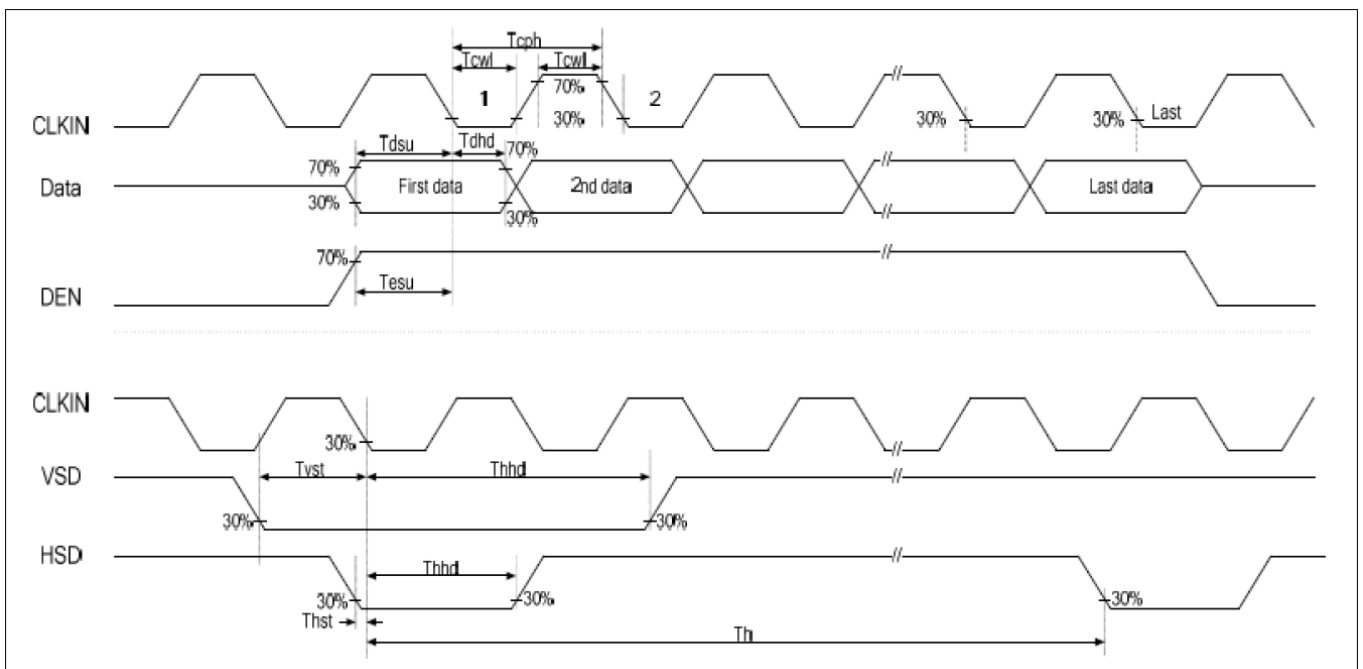 Tcph
Tcwl Tcwll
70%
1 30% 2
CLKIN 30% 30% Last
Tdsu Tdhd
70% 70%
Data First data 2nd data Last data
30% 30%
70%
Tesu
DEN
CLKIN
30%
Tvst Thhd
VSD
30% 30%
HSD
Thhd
30% 30% 30%
Thst
Th